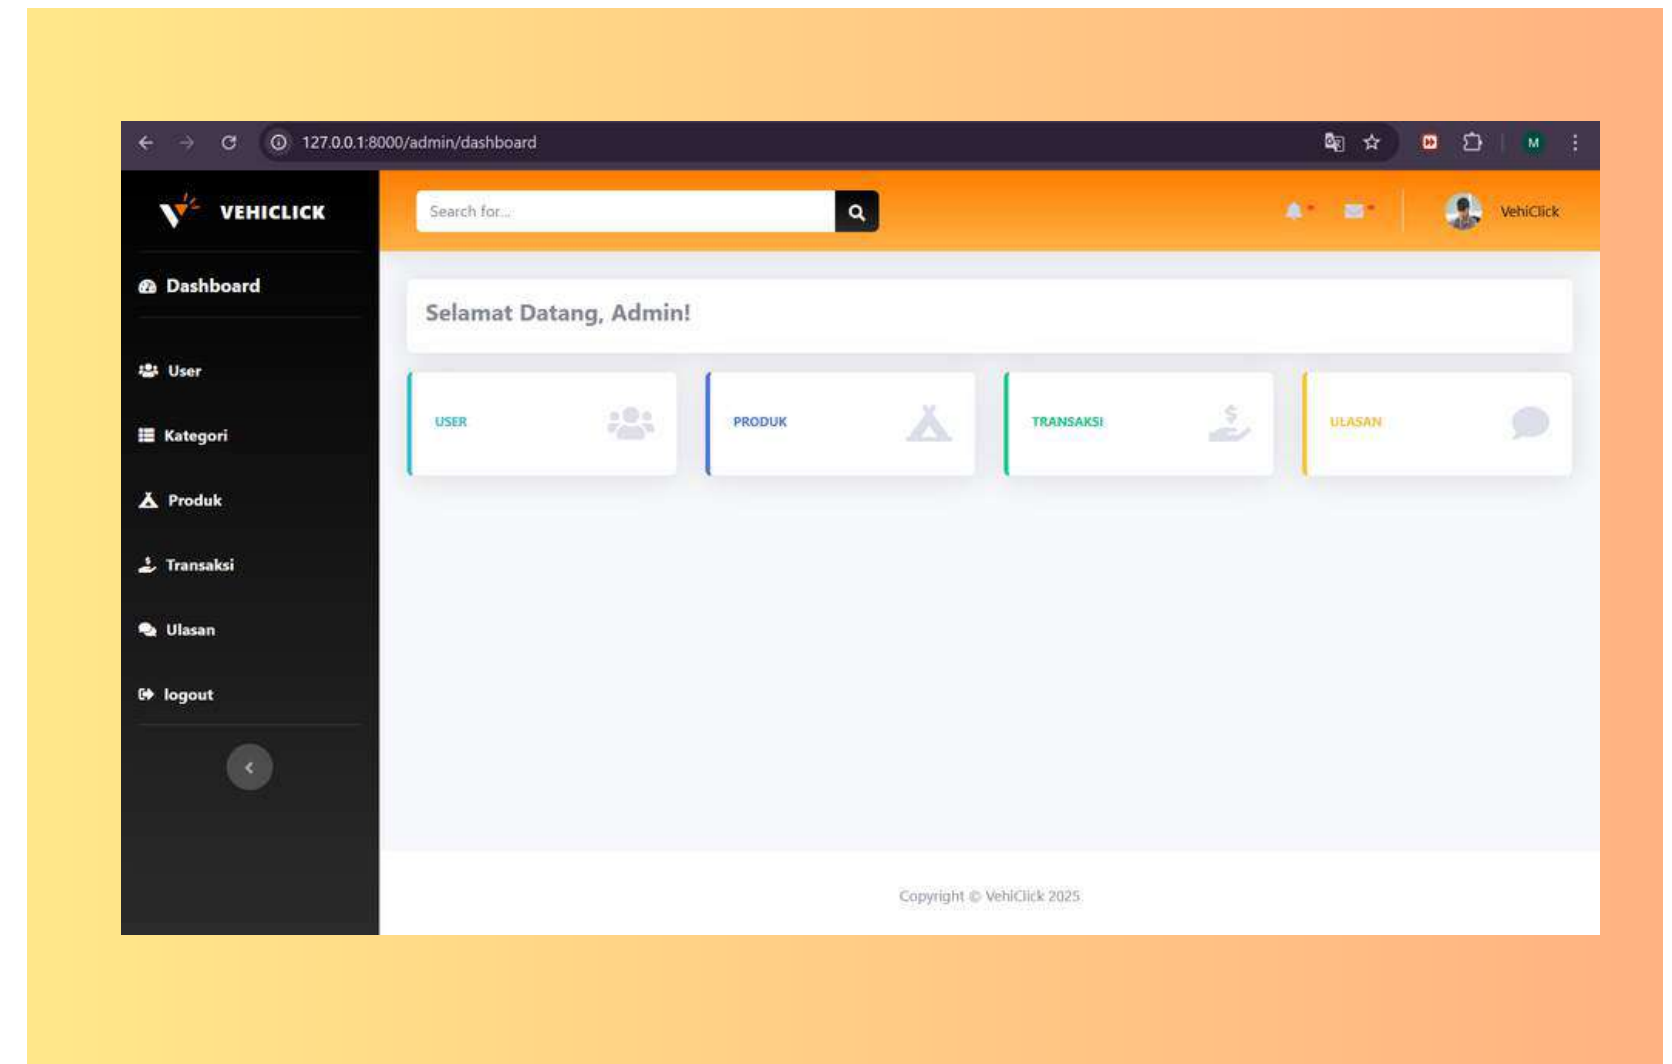 127.0.0.1:8000/admin/dashboard
M
VEHICLICK
Search for...
VehiClick
Dashboard
Selamat Datang, Admin!
User
Kategori
Produk
Transaksi
Ulasan
logout
USER
PRODUK
TRANSAKSI
ULASAN
Copyright © VehiClick 2025